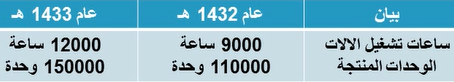 بيان عام 1432 هـ عام 1433 هـ
ساعات تشغيل الالات 9000 ساعة 12000 ساعة
الوحدات المنتجة 110000 وحدة 150000 وحدة